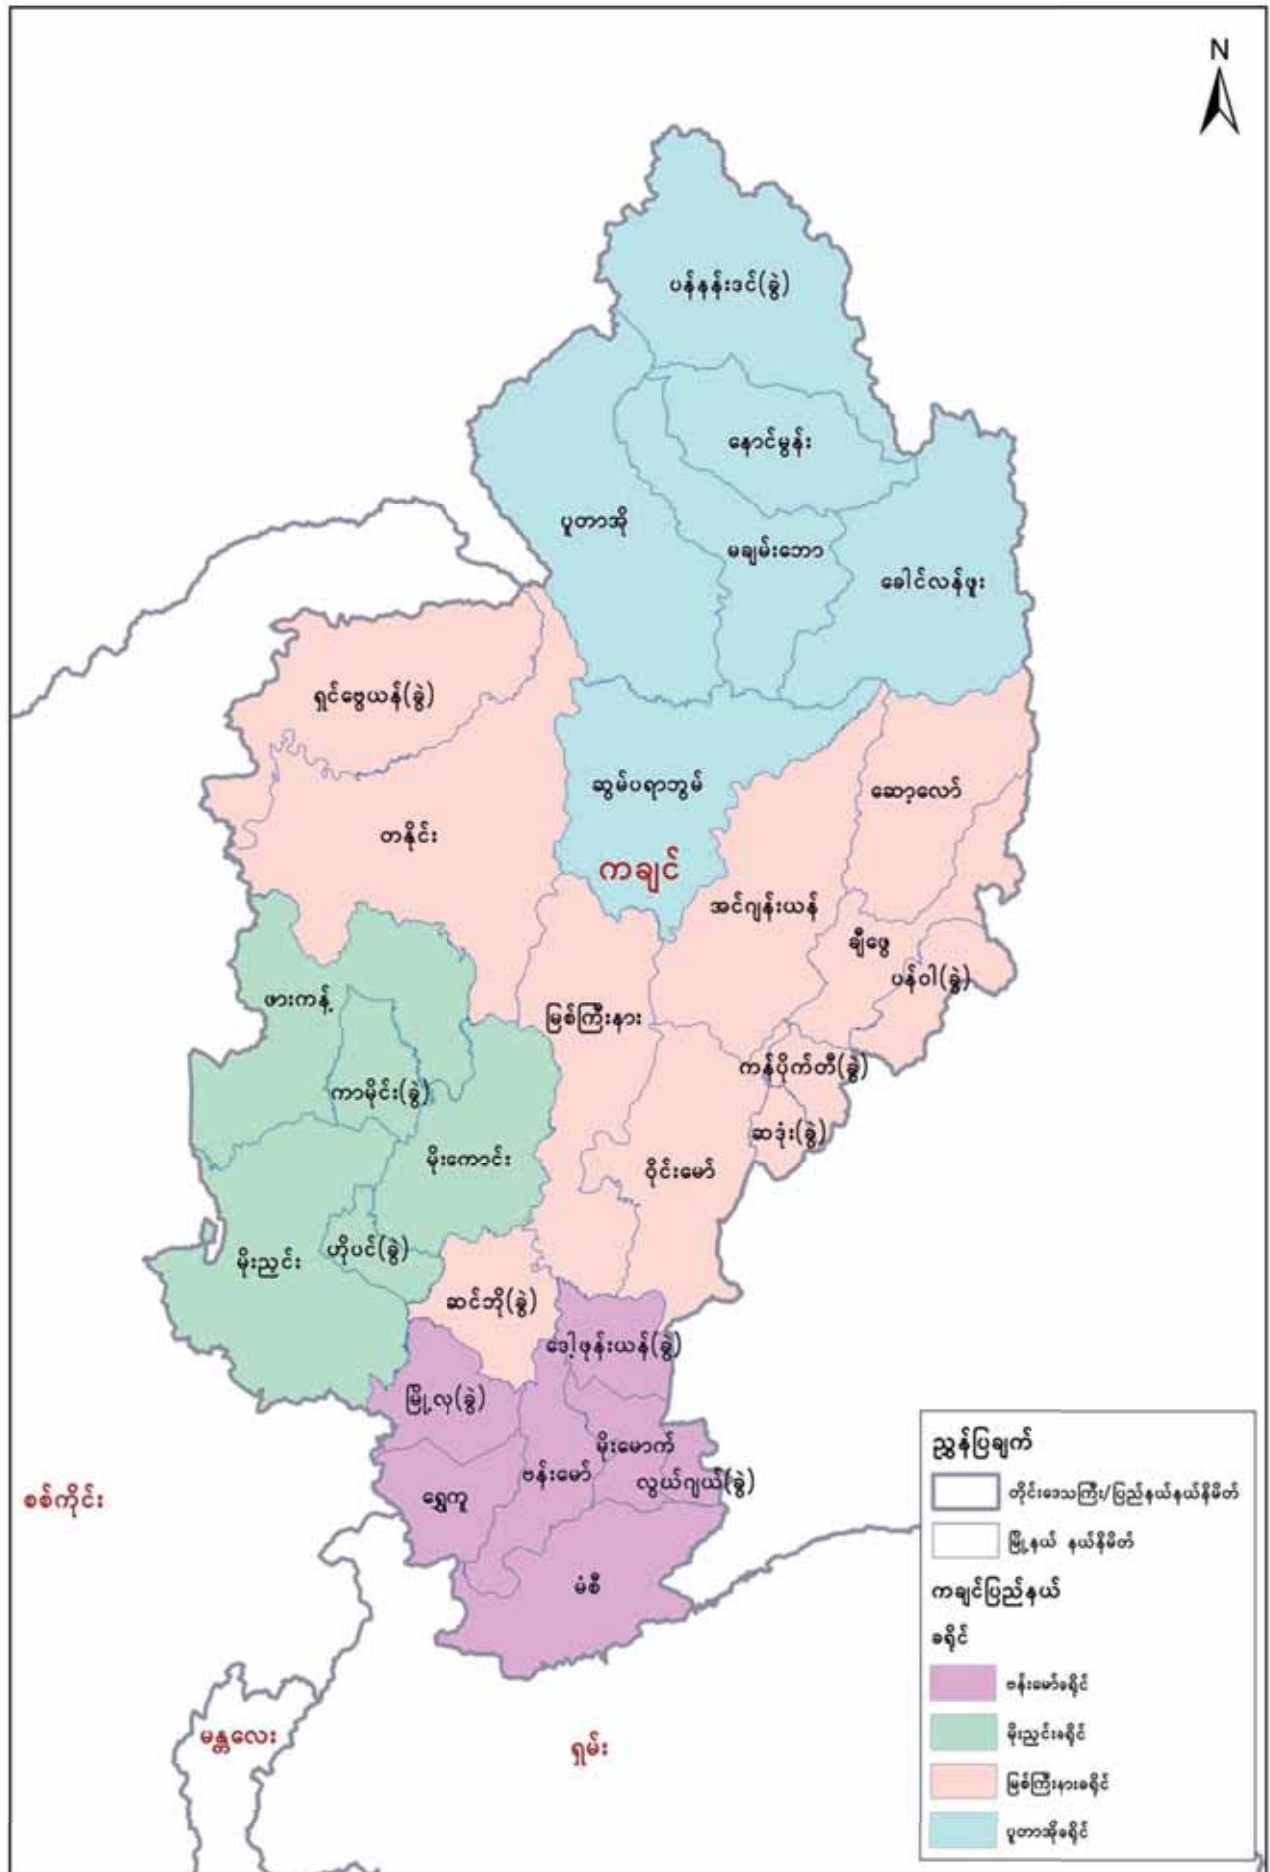 N
ပန်နန်းဒင်(ခွဲ)
နောင်မွန်း
ပူတာအို
မချမ်းဘော
ခေါင်လန်ဖူး
ရှင်ဗွေယန်(ခွဲ)
ဆွမ်ပရာဘွမ်
ဆော့လော်
တနိုင်း
ကချင်
အင်ဂျန်းယန်
ချီဖွေ
ပန်ဝါ(ခွဲ)
ဖားကန့်
မြစ်ကြီးနား
ကန်ပိုက်တီ(ခွဲ)
ကာမိုင်း(ခွဲ)
ဆဒုံး(ခွဲ)
မိုးကောင်း
ဝိုင်းမော်
ဟိုပင်(ခွဲ)
မိုးညှင်း
ဆင်ဘို(ခွဲ)
ဒေါ့ဖုန်းယန်(ခွဲ)
မြို့လှ(ခွဲ)
မိုးမောက်
ဗန်းမော်
လွယ်ဂျယ်(ခွဲ)
ရွှေကူ
စစ်ကိုင်း
မံစီ
မန္တလေး
ရှမ်း
ညွှန်ပြချက်
တိုင်းဒေသကြီး/ပြည်နယ်နယ်နိမိတ်
မြို့နယ် နယ်နိမိတ်
ကချင်ပြည်နယ်
ခရိုင်
ဗန်းမော်ခရိုင်
မိုးညှင်းခရိုင်
မြစ်ကြီးနားခရိုင်
ပူတာအိုခရိုင်